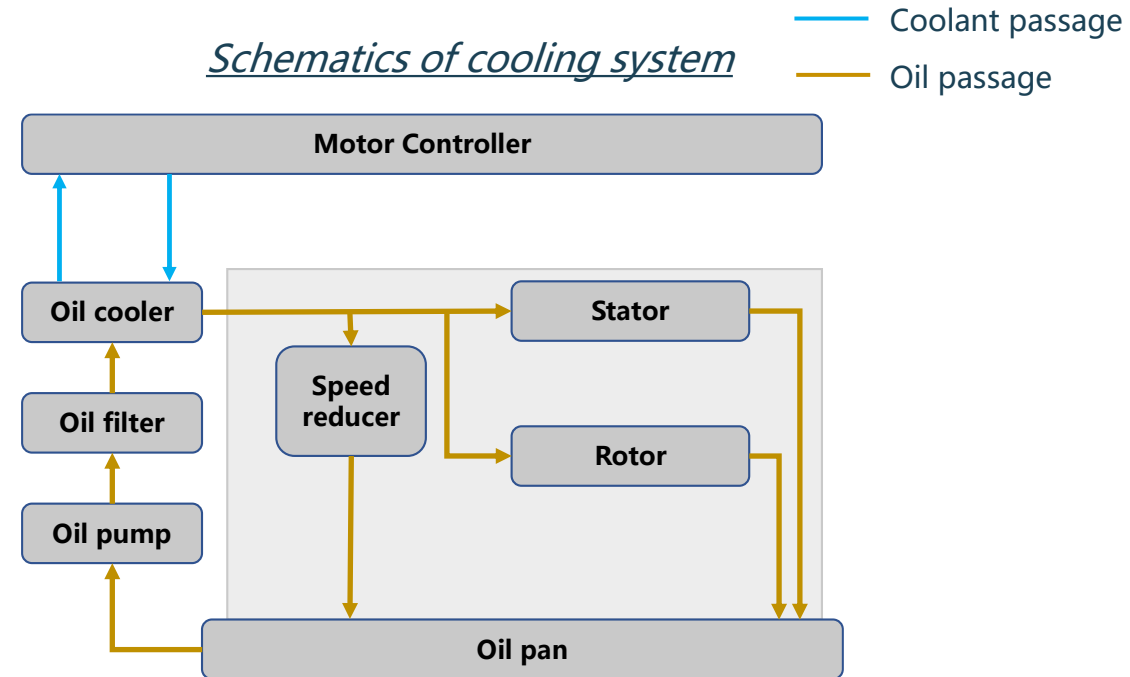 Schematics of cooling system
Coolant passage
Oil passage
Motor Controller
Oil cooler
Stator
Speed
reducer
Oil filter
Rotor
Oil pump
Oil pan